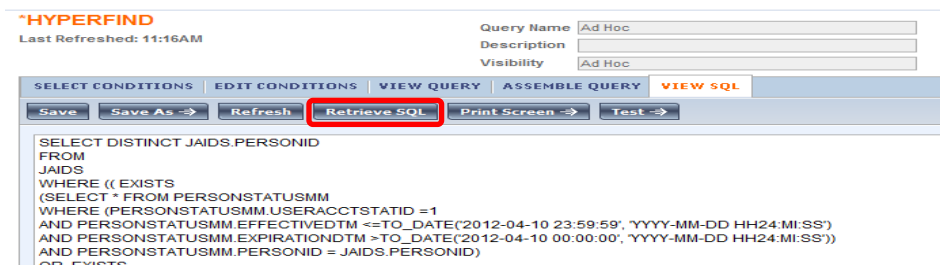 *HYPERFIND
Last Refreshed: 11:16AM
Query Name Ad Hoc
Description
Visibility Ad Hoc
SELECT CONDITIONS EDIT CONDITIONS VIEW QUERY ASSEMBLE QUERY VIEW SQL
Save Save As Refresh Retrieve SQL Print Screen Test
SELECT DISTINCT JAIDS.PERSONID
FROM
JAIDS
WHERE (( EXISTS
(SELECT * FROM PERSONSTATUSMM
WHERE (PERSONSTATUSMM.USERACCTSTATID =1
AND PERSONSTATUSMM.EFFECTIVEDTM <=TO_DATE('2012-04-10 23:59:59', 'YYYY-MM-DD HH24:MI:SS')
AND PERSONSTATUSMM.EXPIRATIONDTM >TO_DATE('2012-04-10 00:00:00', 'YYYY-MM-DD HH24:MI:SS'))
AND PERSONSTATUSMM.PERSONID = JAIDS.PERSONID)
OR EXISTS